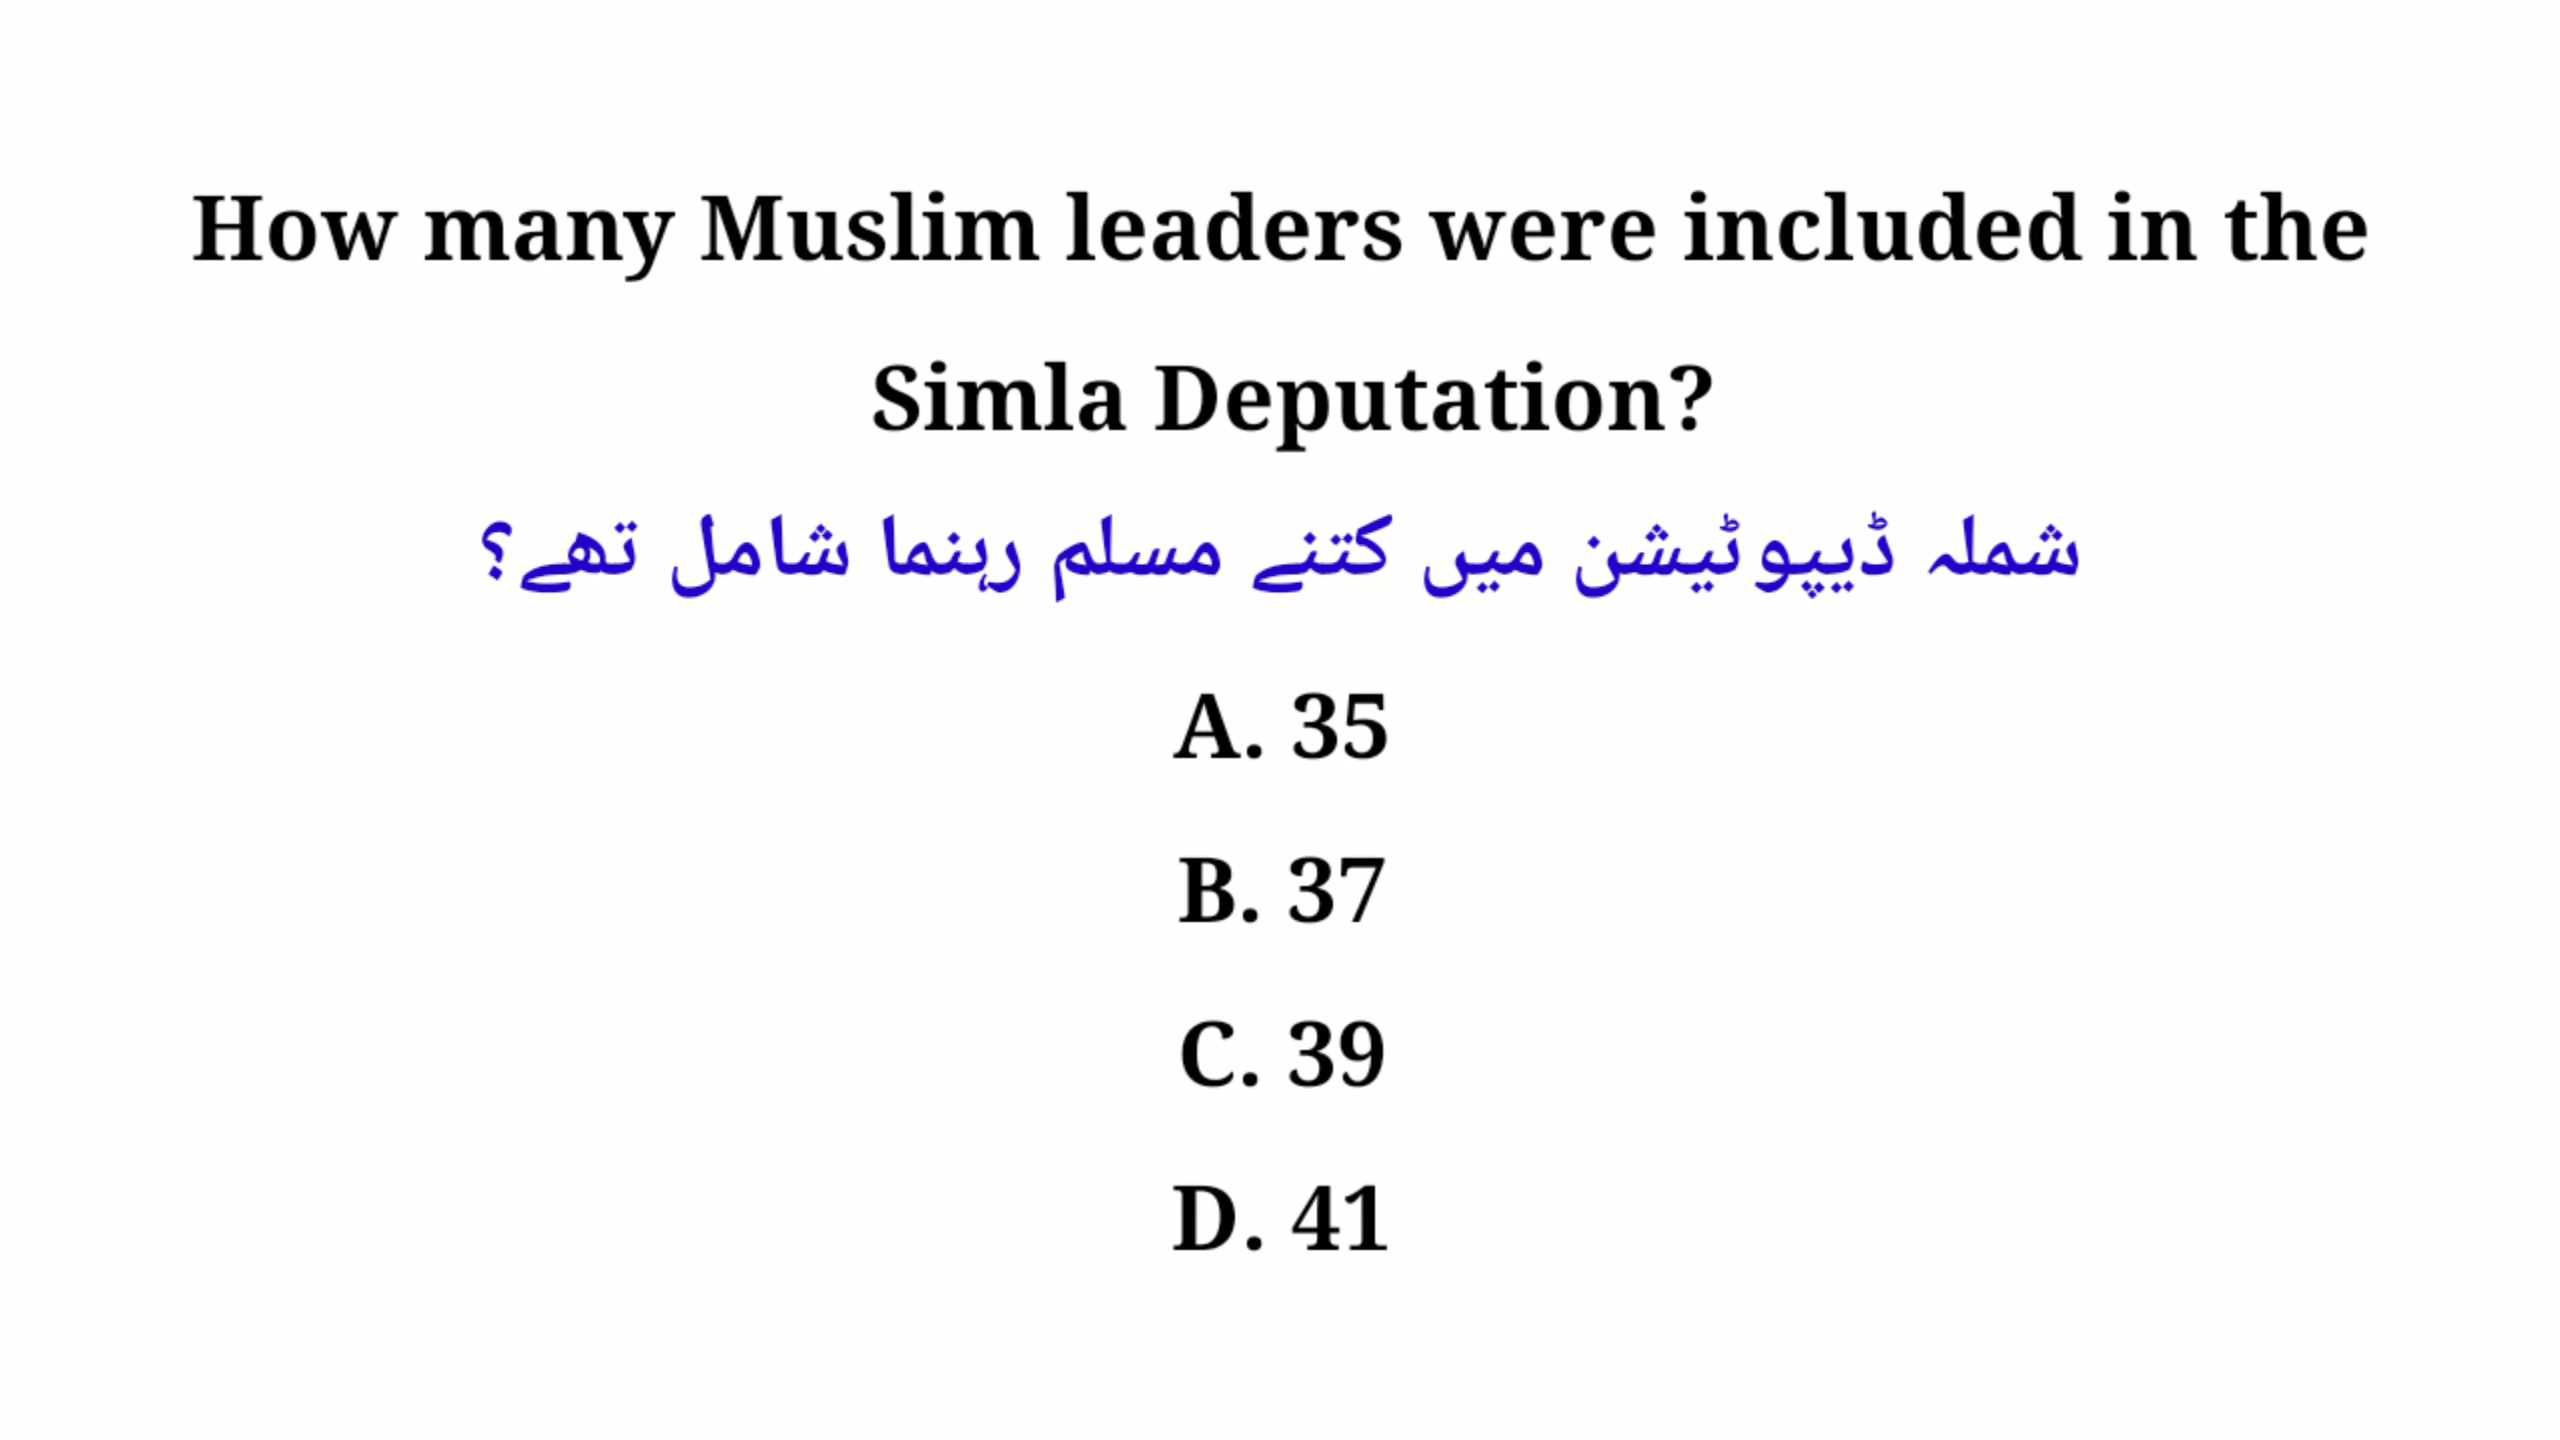 How many Muslim leaders were included in the
Simla Deputation?
شملہ ڈیپوٹیشن میں کتنے مسلم رہنما شامل تھے؟
A. 35
B. 37
C. 39
D. 41